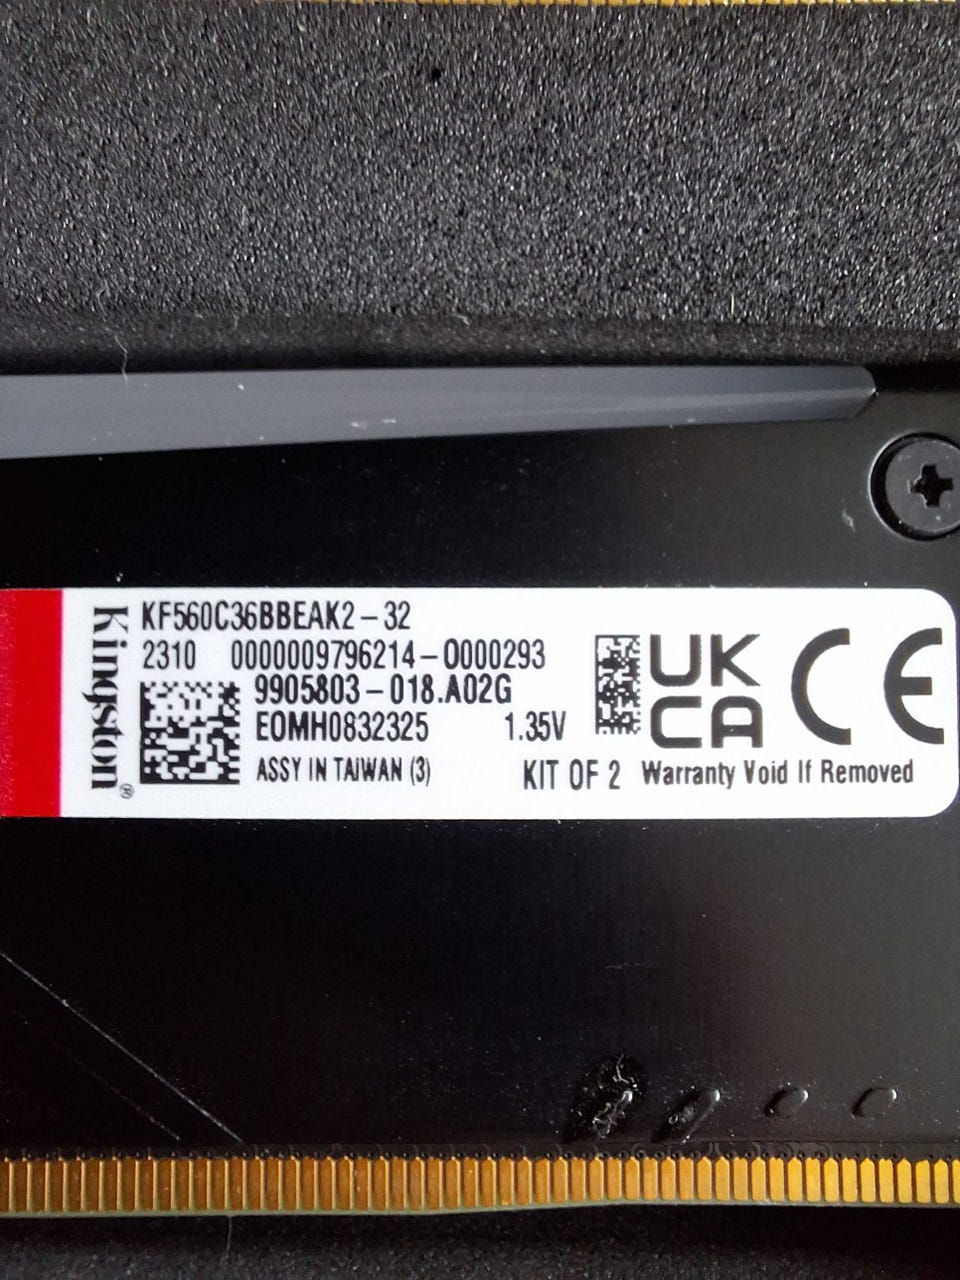 Kingston®
KF560C36BBEAK2-32
2310 0000009796214-0000293
9905803-018.A02G
E0MH0832325 1.35V
ASSY IN TAIWAN (3) KIT OF 2 Warranty Void If Removed
UK
CA
CE